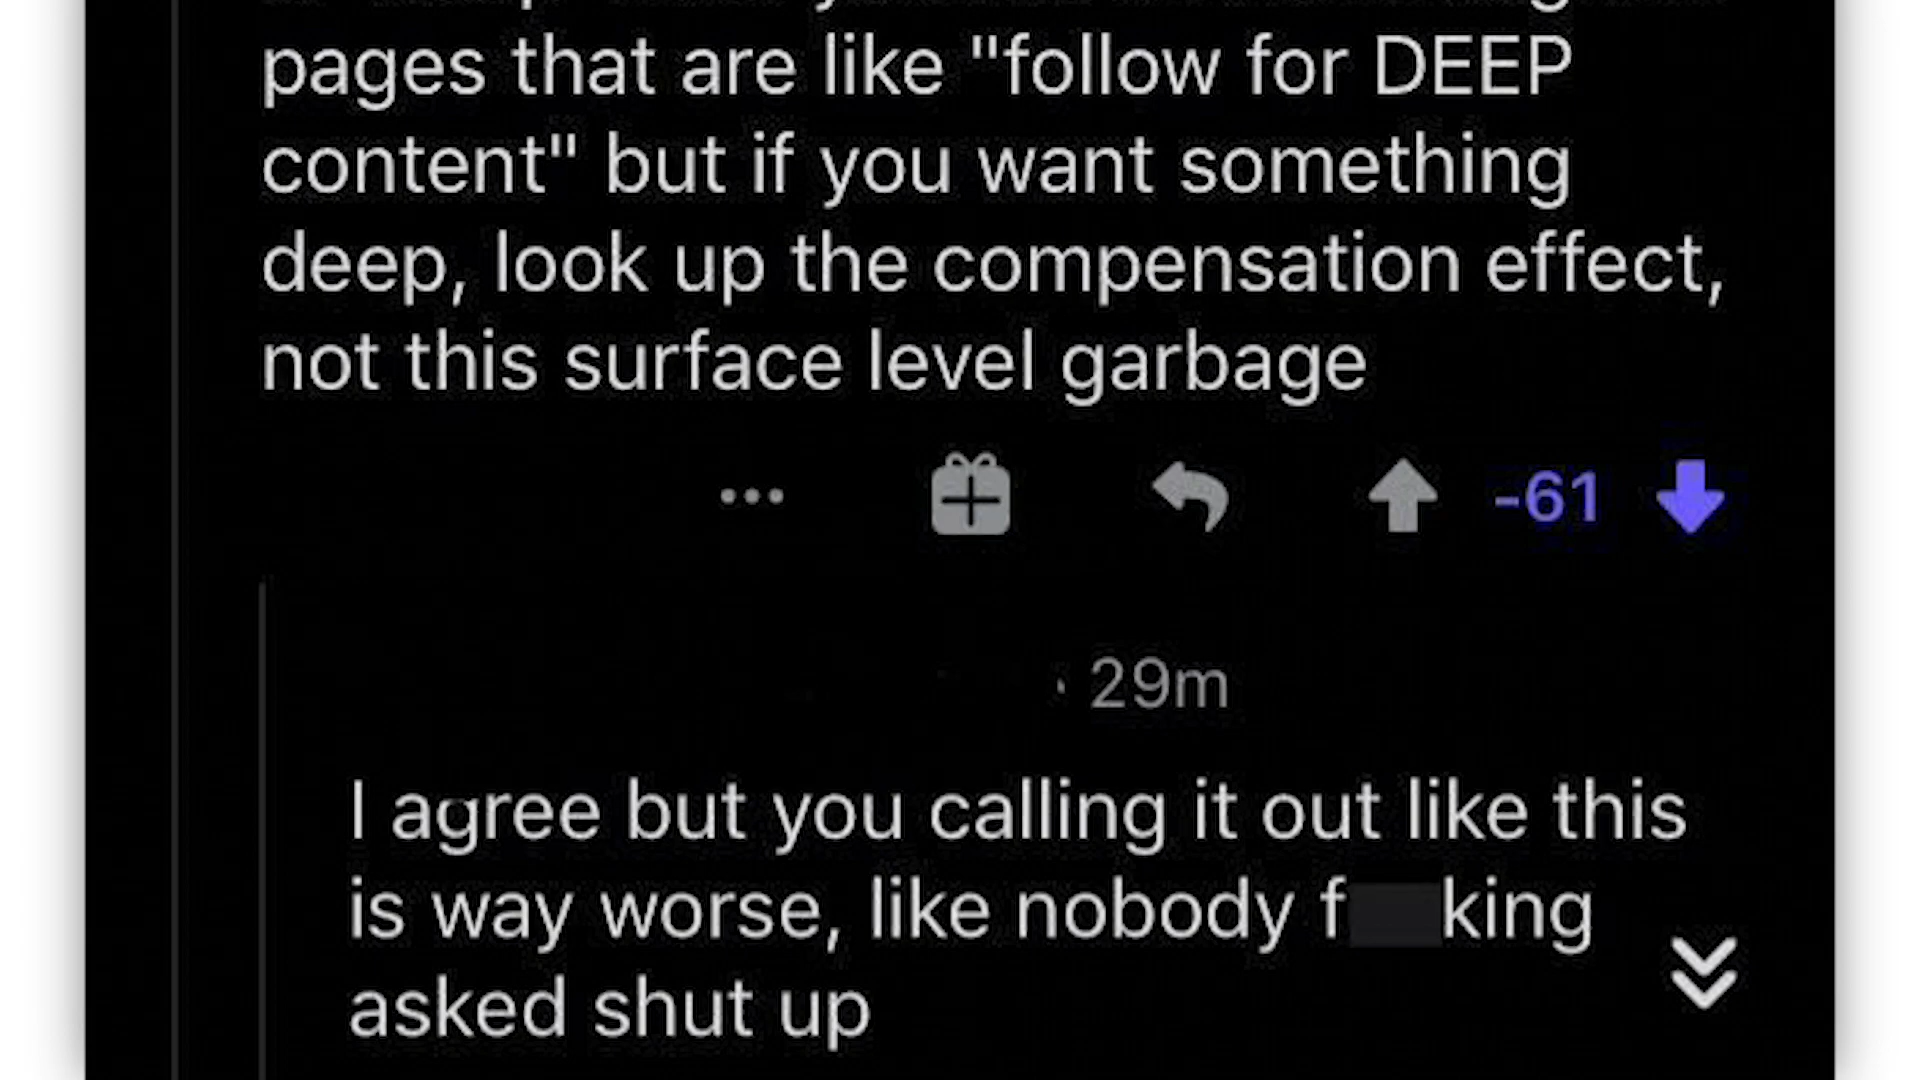 pages that are like "follow for DEEP
content" but if you want something
deep, look up the compensation effect,
not this surface level garbage
-61
29m
I agree but you calling it out like this
is way worse, like nobody f king
asked shut up